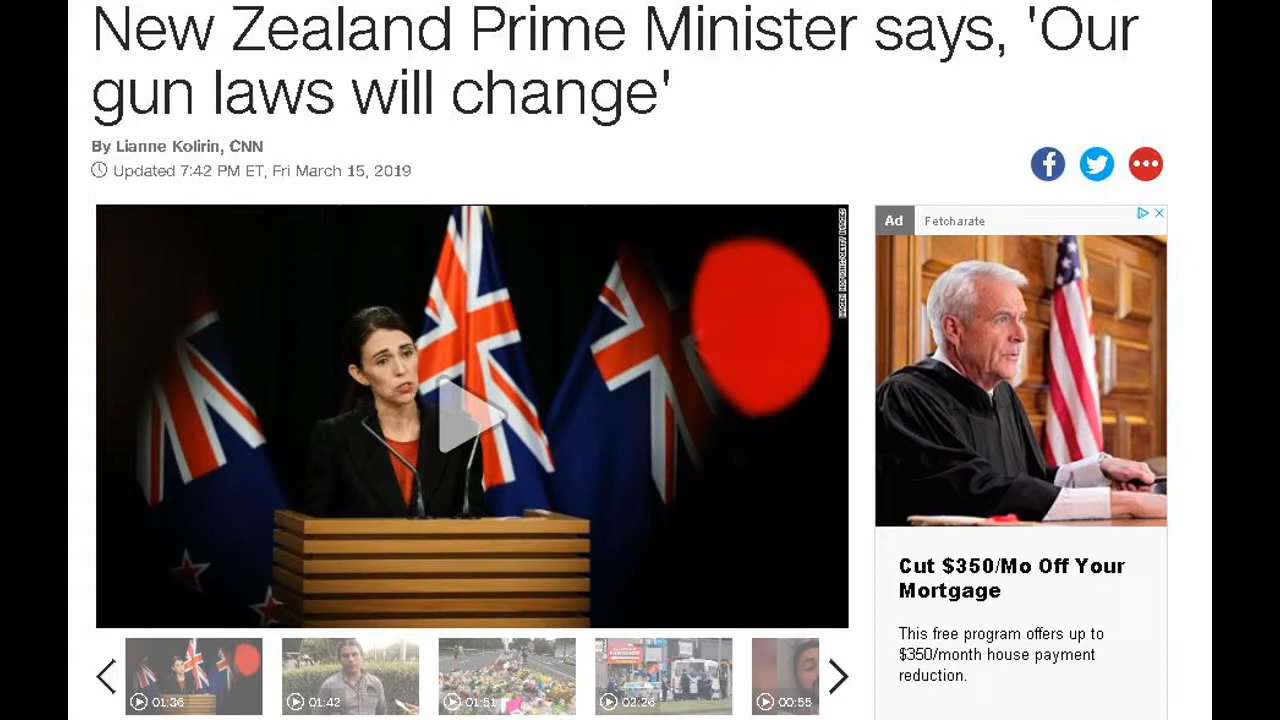 New Zealand Prime Minister says, 'Our
gun laws will change'
By Lianne Kolirin, CNN
Updated 7:42 PM ET, Fri March 15, 2019
Ad Fetcharate
Cut $350/Mo Off Your
Mortgage
This free program offers up to
$350/month house payment
reduction.
01:36
01:42
01:51
02:26
00:55